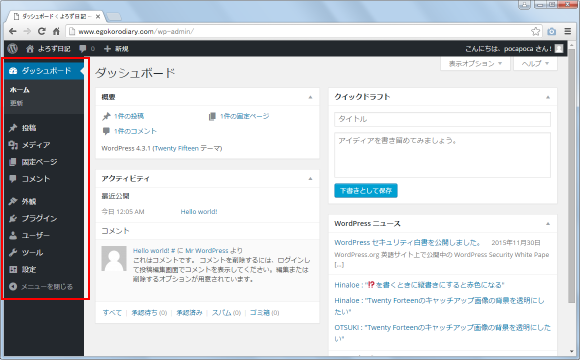 ダッシュボード ‹ よろず日記
www.egokorodiary.com/wp-admin/
よろず日記 0 新規
こんにちは、pocapoca さん!
ダッシュボード
ホーム
更新
投稿
メディア
固定ページ
コメント
外観
プラグイン
ユーザー
ツール
設定
メニューを閉じる
表示オプション ヘルプ
ダッシュボード
概要
1件の投稿 1件の固定ページ
1件のコメント
WordPress 4.3.1 (Twenty Fifteen テーマ)
アクティビティ
最近公開
今日 12:05 AM Hello world!
コメント
Hello world! # に Mr WordPress より
これはコメントです。コメントを削除するには、ログインし
て投稿編集画面でコメントを表示してください。編集または
削除するオプションが用意されています。
すべて | 承認待ち (0) | 承認済み | スパム (0) | ゴミ箱 (0)
クイックドラフト
タイトル
アイディアを書き留めてみましょう。
下書きとして保存
WordPress ニュース
WordPress セキュリティ白書を公開しました。 2015年11月30日
WordPress.org 英語サイト上で公開中の WordPress Security White Pape
[…]
Hinaloe : "⁉を書くときに縦書きにすると赤色になる"
Hinaloe : "Twenty Forteenのキャッチアップ画像の背景を透明にし
たい"
OTSUKI : "Twenty Forteenのキャッチアップ画像の背景を透明にし
たい"